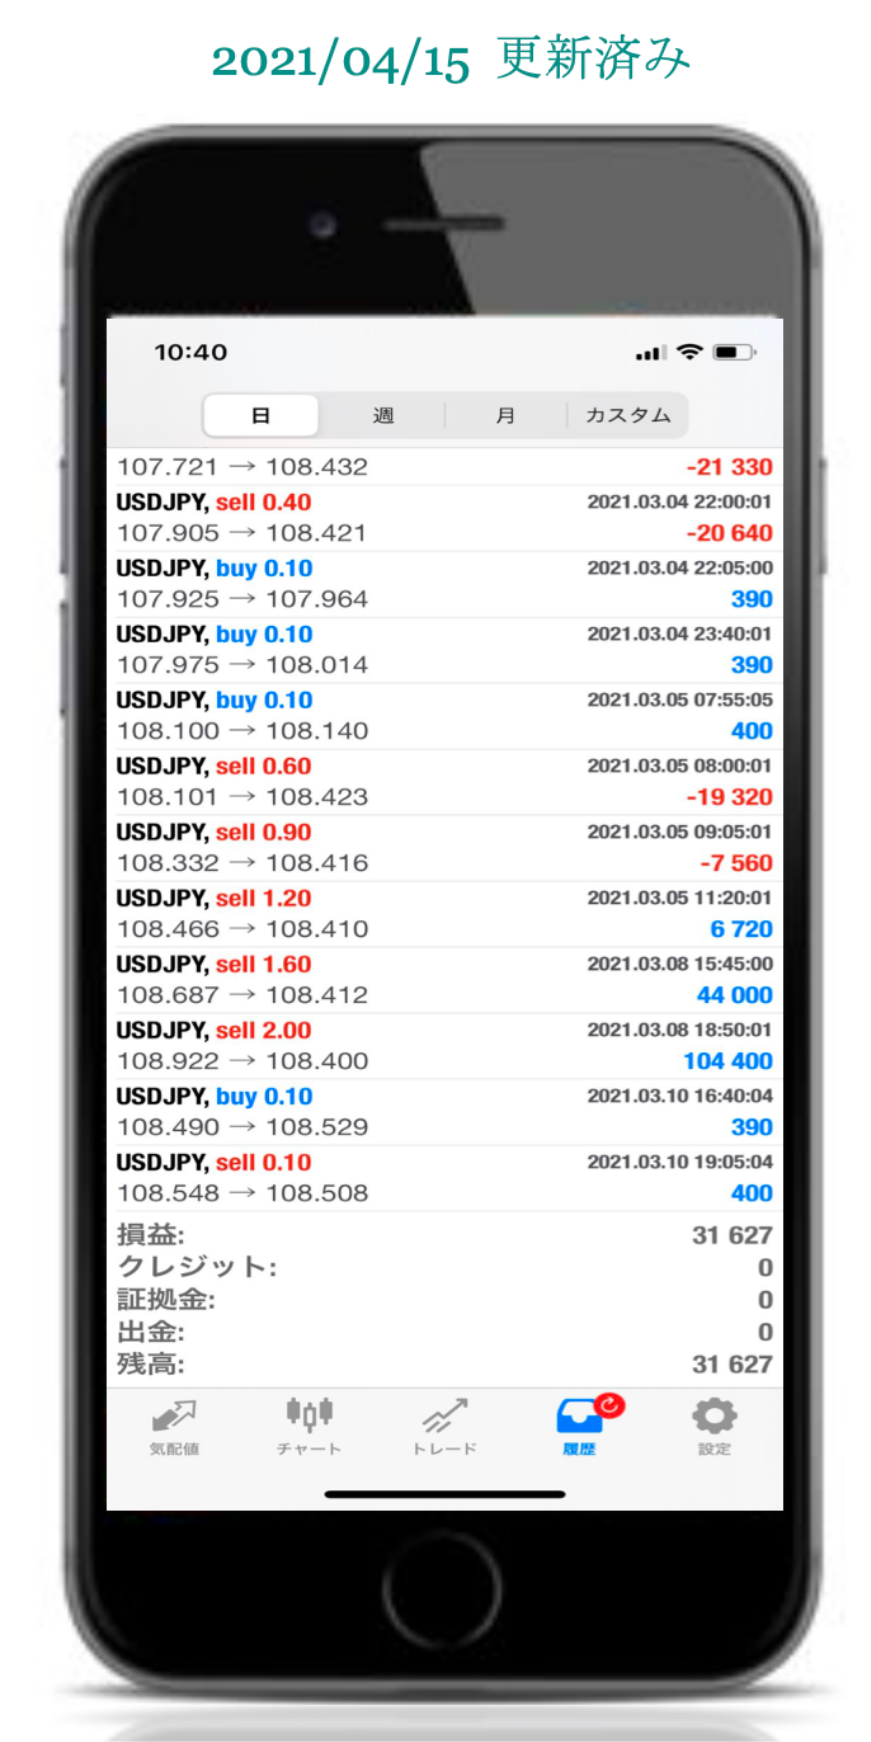 2021/04/15 更新済み
10:40
日 週 月 カスタム
107.721 → 108.432 -21 330
USDJPY, sell 0.40 2021.03.04 22:00:01
107.905 → 108.421 -20 640
USDJPY, buy 0.10 2021.03.04 22:05:00
107.925 → 107.964 390
USDJPY, buy 0.10 2021.03.04 23:40:01
107.975 → 108.014 390
USDJPY, buy 0.10 2021.03.05 07:55:05
108.100 → 108.140 400
USDJPY, sell 0.60 2021.03.05 08:00:01
108.101 → 108.423 -19 320
USDJPY, sell 0.90 2021.03.05 09:05:01
108.332 → 108.416 -7 560
USDJPY, sell 1.20 2021.03.05 11:20:01
108.466 → 108.410 6 720
USDJPY, sell 1.60 2021.03.08 15:45:00
108.687 → 108.412 44 000
USDJPY, sell 2.00 2021.03.08 18:50:01
108.922 → 108.400 104 400
USDJPY, buy 0.10 2021.03.10 16:40:04
108.490 → 108.529 390
USDJPY, sell 0.10 2021.03.10 19:05:04
108.548 → 108.508 400
損益: 31 627
クレジット: 0
証拠金: 0
出金: 0
残高: 31 627
気配値 チャート トレード 履歴 設定